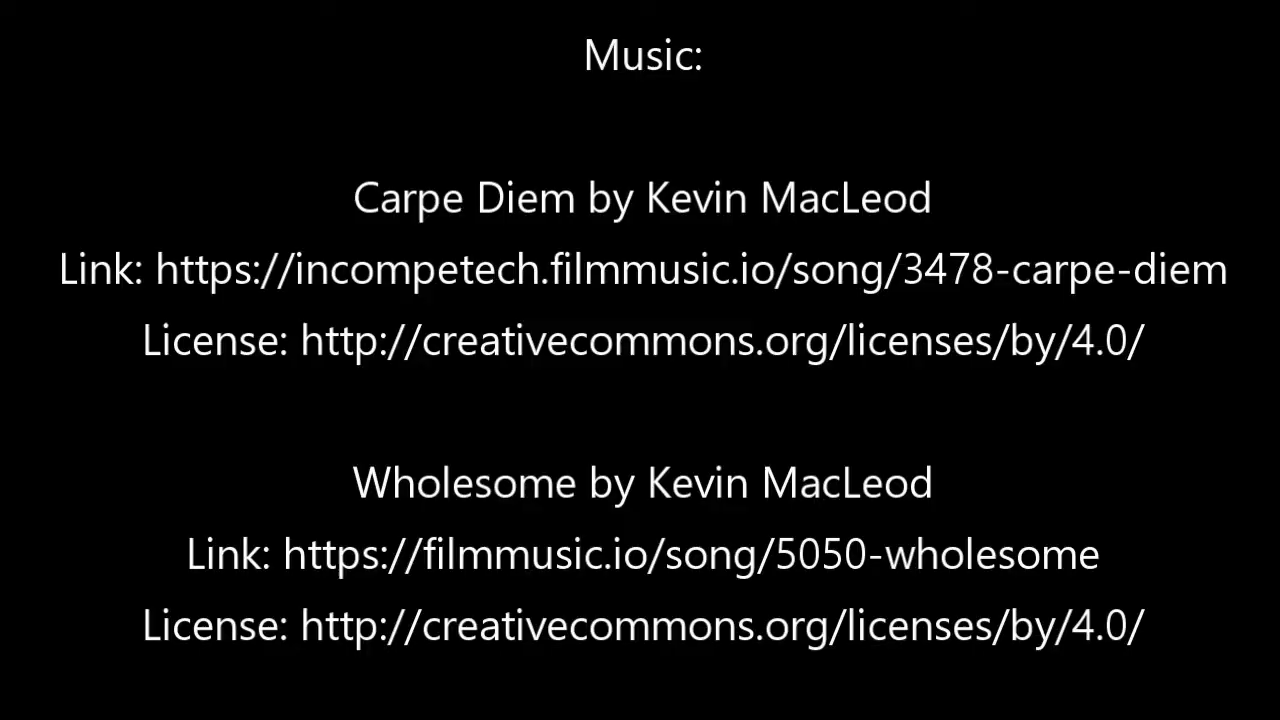 Music:
Carpe Diem by Kevin MacLeod
Link: https://incompetech.filmmusic.io/song/3478-carpe-diem
License: http://creativecommons.org/licenses/by/4.0/
Wholesome by Kevin MacLeod
Link: https://filmmusic.io/song/5050-wholesome
License: http://creativecommons.org/licenses/by/4.0/